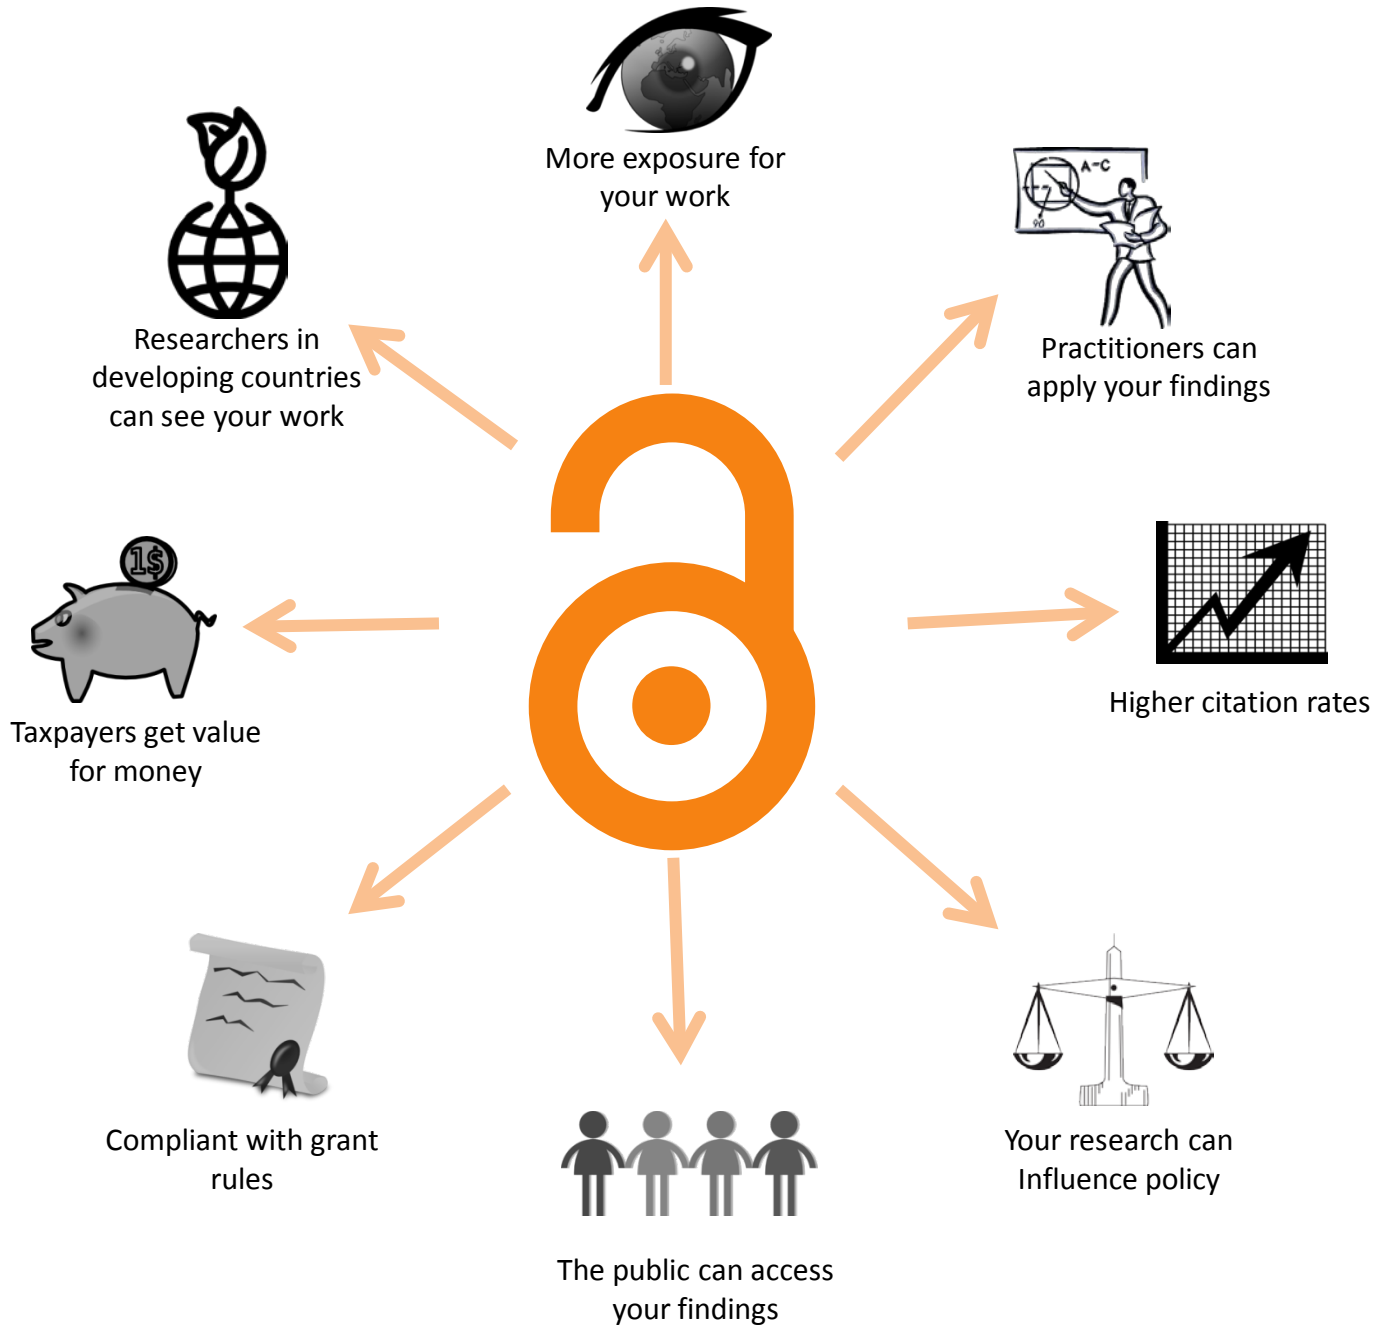 More exposure for
your work
A=C
90
Practitioners can
apply your findings
Researchers in
developing countries
can see your work
1$
Higher citation rates
Taxpayers get value
for money
Compliant with grant
rules
Your research can
Influence policy
The public can access
your findings